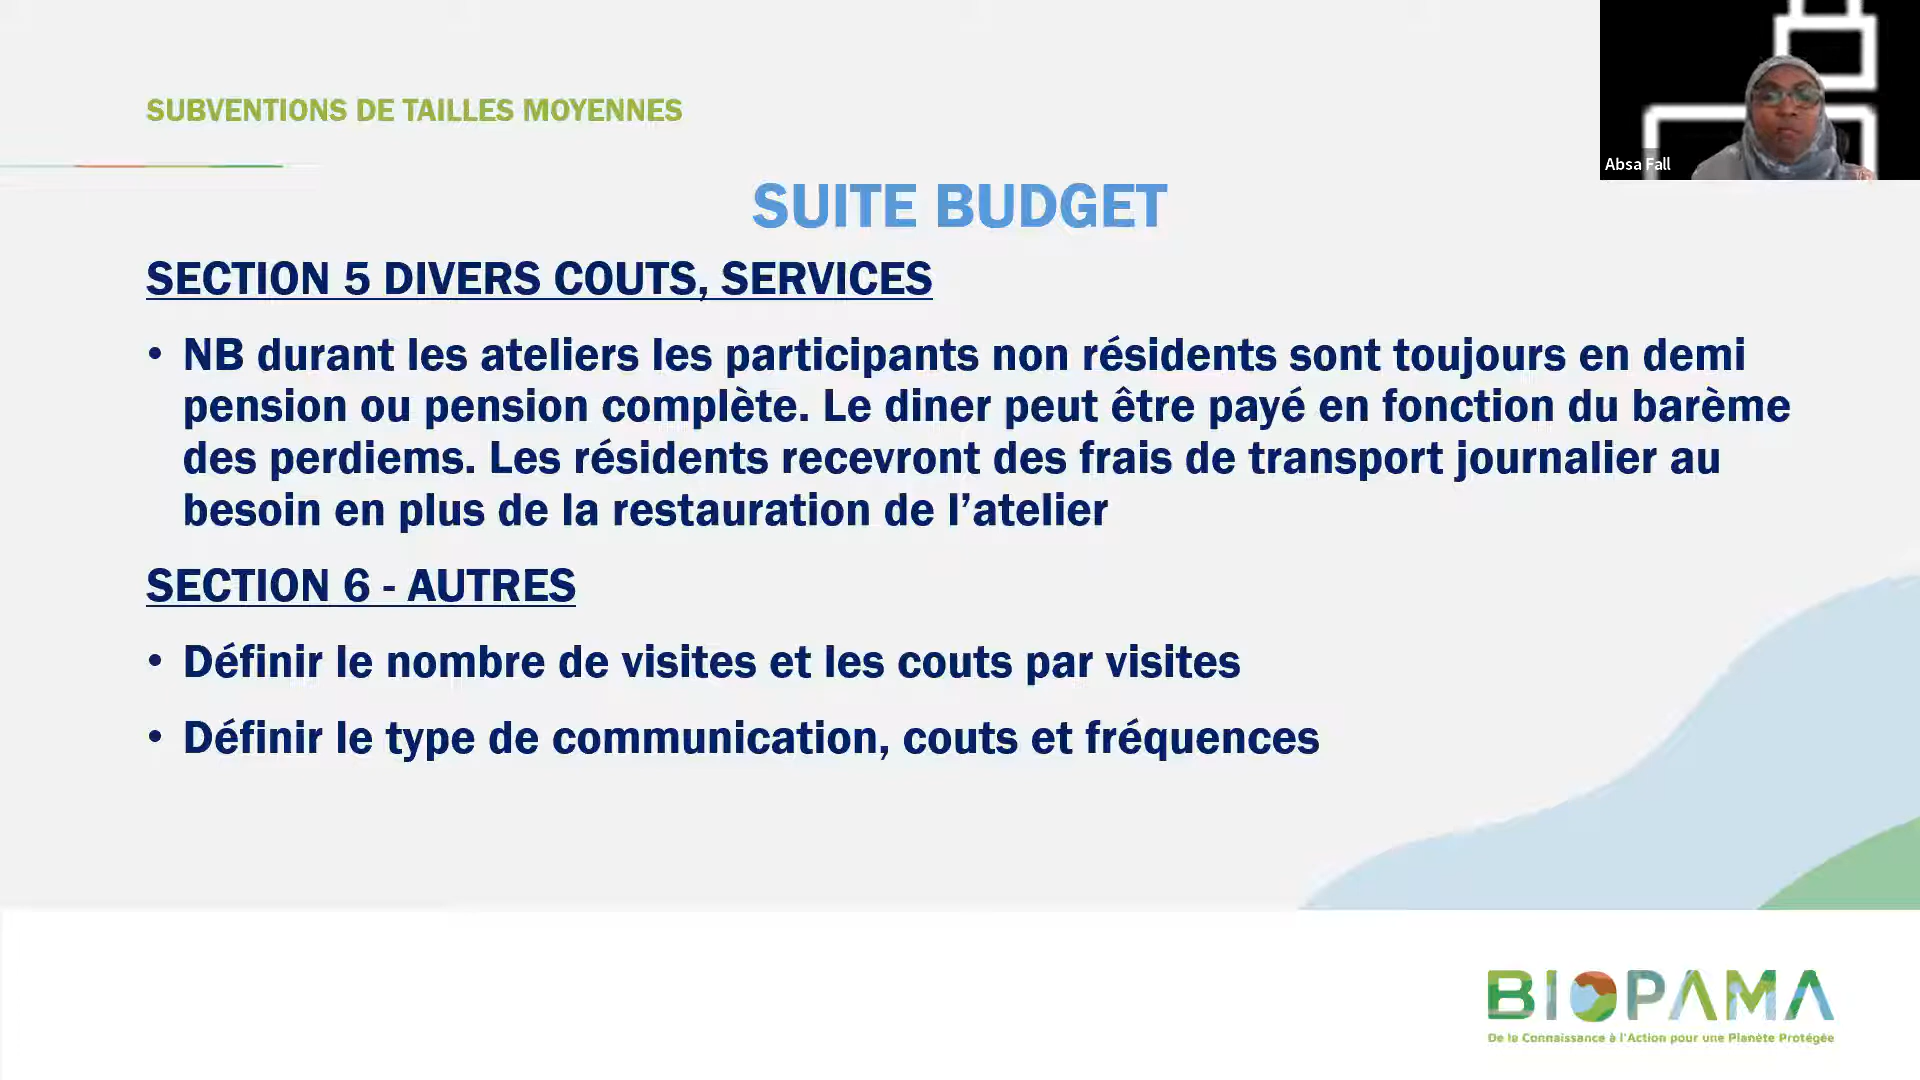 SUBVENTIONS DE TAILLES MOYENNES
Absa Fall
SUITE BUDGET
SECTION 5 DIVERS COUTS, SERVICES
• NB durant les ateliers les participants non résidents sont toujours en demi
pension ou pension complète. Le diner peut être payé en fonction du barème
des perdiems. Les résidents recevront des frais de transport journalier au
besoin en plus de la restauration de l’atelier
SECTION 6 - AUTRES
• Définir le nombre de visites et les couts par visites
• Définir le type de communication, couts et fréquences
BIOPAMA
De la Connaissance à l'Action pour une Planète Protégée